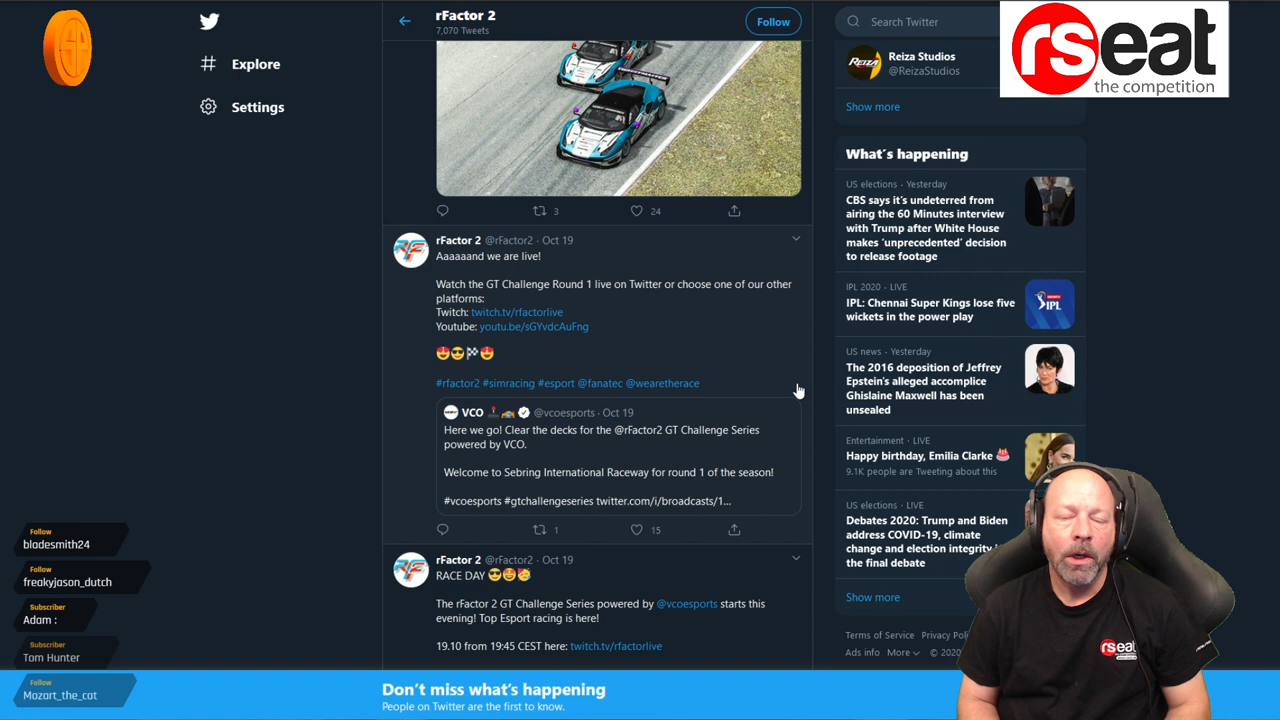 rFactor 2
7,070 Tweets
Follow
Explore
Settings
3
24
rFactor 2 @rFactor2 · Oct 19
Aaaaaand we are live!
Watch the GT Challenge Round 1 live on Twitter or choose one of our other
platforms:
Twitch: twitch.tv/rfactorlive
Youtube: youtu.be/sGYvdcAuFng
#rfactor2 #simracing #esport @fanatec @wearetherace
VCO @vcoesports · Oct 19
Here we go! Clear the decks for the @rFactor2 GT Challenge Series
powered by VCO.
Welcome to Sebring International Raceway for round 1 of the season!
#vcoesports #gtchallengeseries twitter.com/i/broadcasts/1...
1
15
rFactor 2 @rFactor2 · Oct 19
RACE DAY
The rFactor 2 GT Challenge Series powered by @vcoesports starts this
evening! Top Esport racing is here!
19.10 from 19:45 CEST here: twitch.tv/rfactorlive
Search Twitter
rseat
the competition
REIZA
Reiza Studios
@ReizaStudios
Show more
What's happening
US elections · Yesterday
CBS says it's undeterred from
airing the 60 Minutes interview
with Trump after White House
makes 'unprecedented' decision
to release footage
IPL 2020 · LIVE
IPL: Chennai Super Kings lose five
wickets in the power play
IPL
US news · Yesterday
The 2016 deposition of Jeffrey
Epstein's alleged accomplice
Ghislaine Maxwell has been
unsealed
Entertainment · LIVE
Happy birthday, Emilia Clarke
9.1K people are Tweeting about this
US elections · LIVE
Debates 2020: Trump and Biden
address COVID-19, climate
change and election integrity
the final debate
Show more
Terms of Service Privacy
Ads info More © 2020
rseat
Follow
bladesmith24
Follow
freakyjason_dutch
Subscriber
Adam :
Subscriber
Tom Hunter
Follow
Mozart_the_cat
Don't miss what's happening
People on Twitter are the first to know.